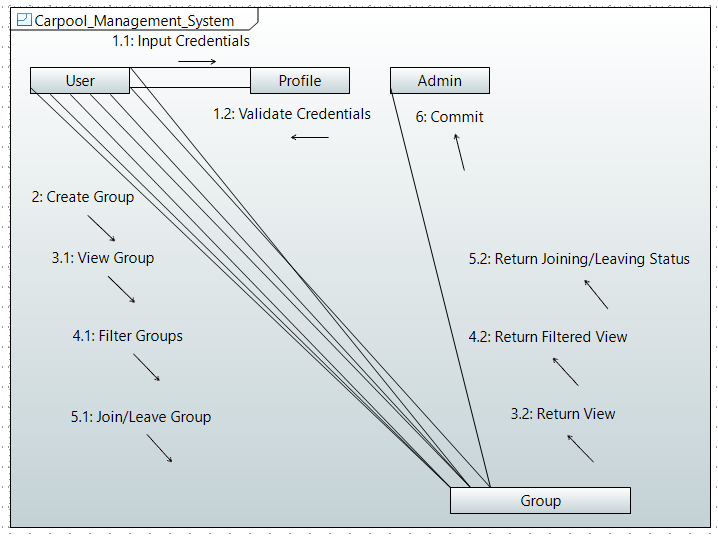 Carpool_Management_System
1.1: Input Credentials
User
Profile
Admin
1.2: Validate Credentials
6: Commit
2: Create Group
3.1: View Group
5.2: Return Joining/Leaving Status
4.1: Filter Groups
4.2: Return Filtered View
5.1: Join/Leave Group
3.2: Return View
Group